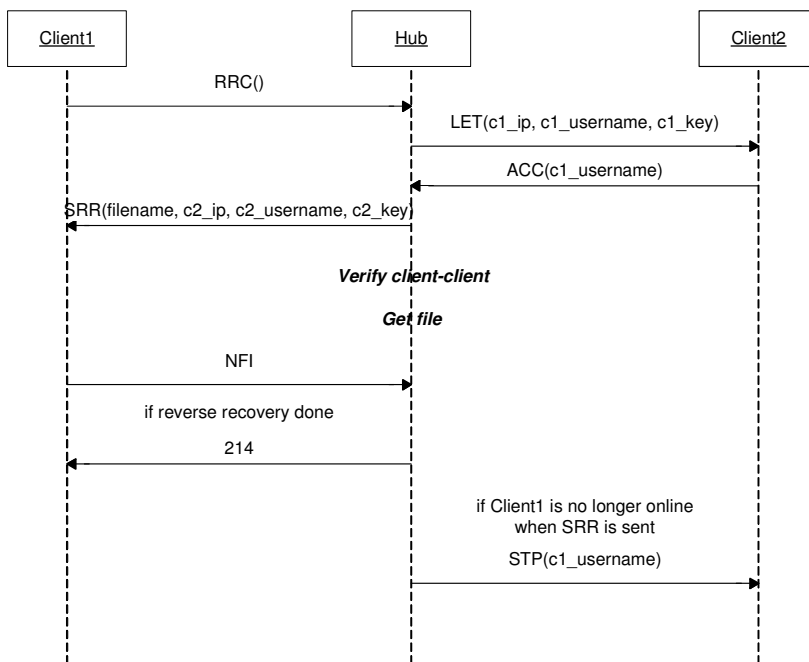 Client1
Hub
Client2
RRC()
LET(c1_ip, c1_username, c1_key)
ACC(c1_username)
SRR(filename, c2_ip, c2_username, c2_key)
Verify client-client
Get file
NFI
if reverse recovery done
214
if Client1 is no longer online
when SRR is sent
STP(c1_username)